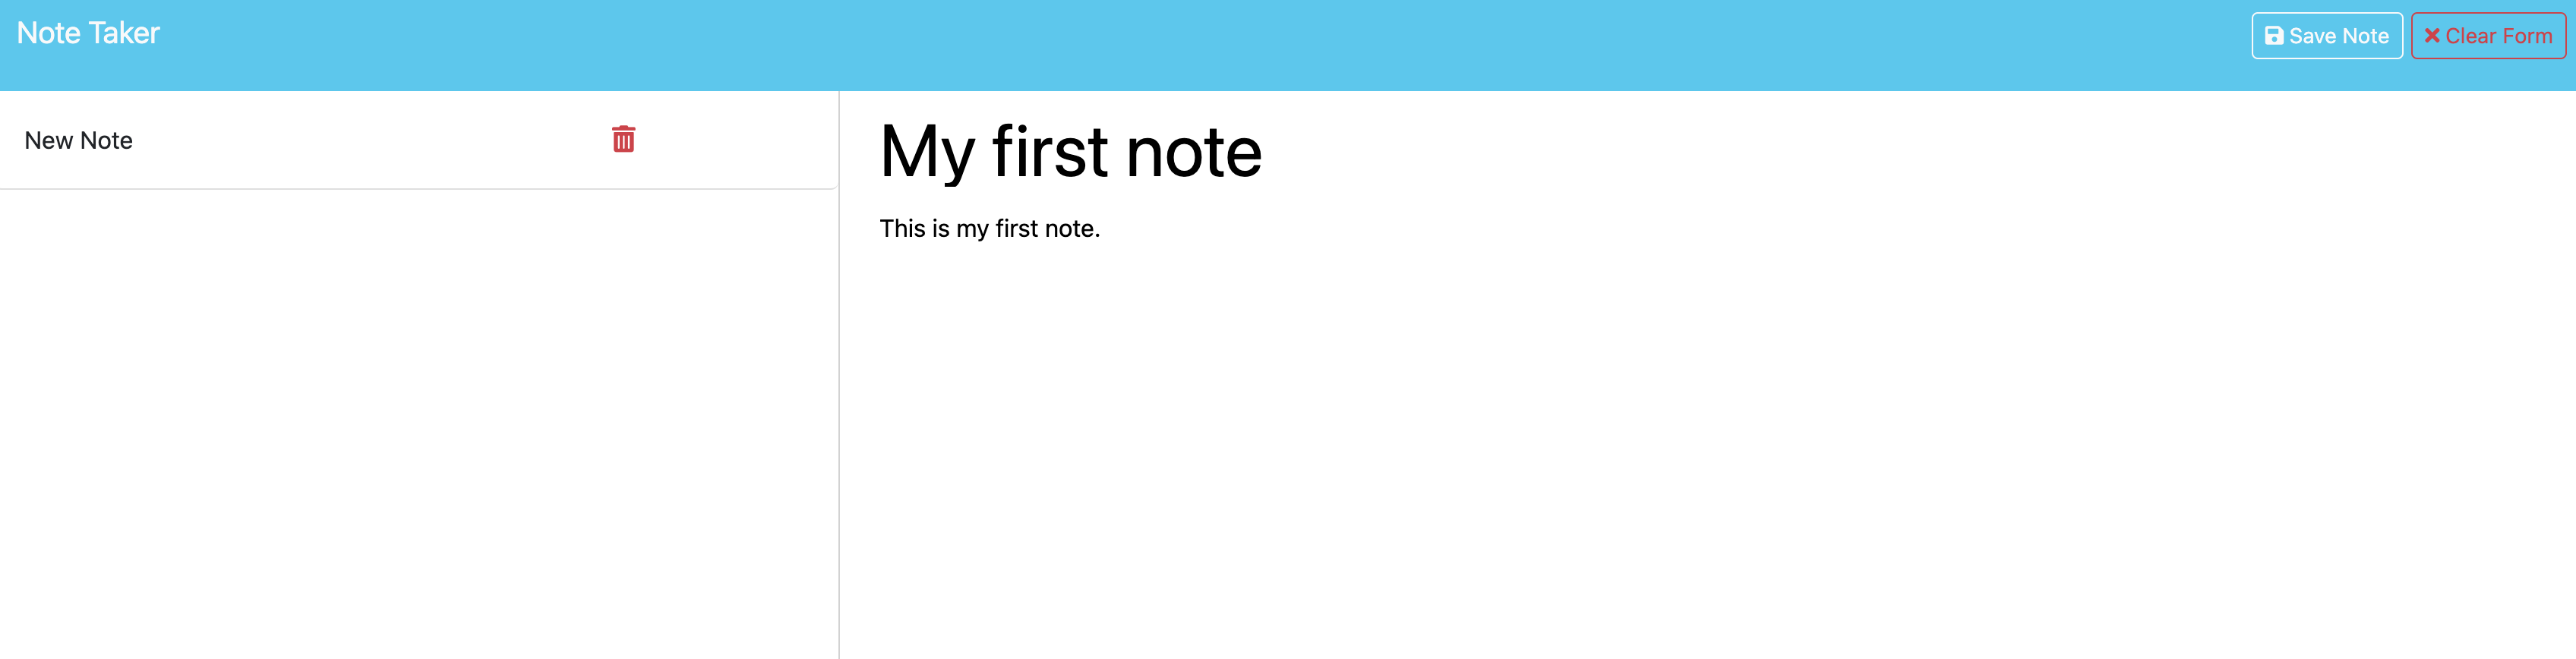 Note Taker
Save Note
Clear Form
New Note
My first note
This is my first note.